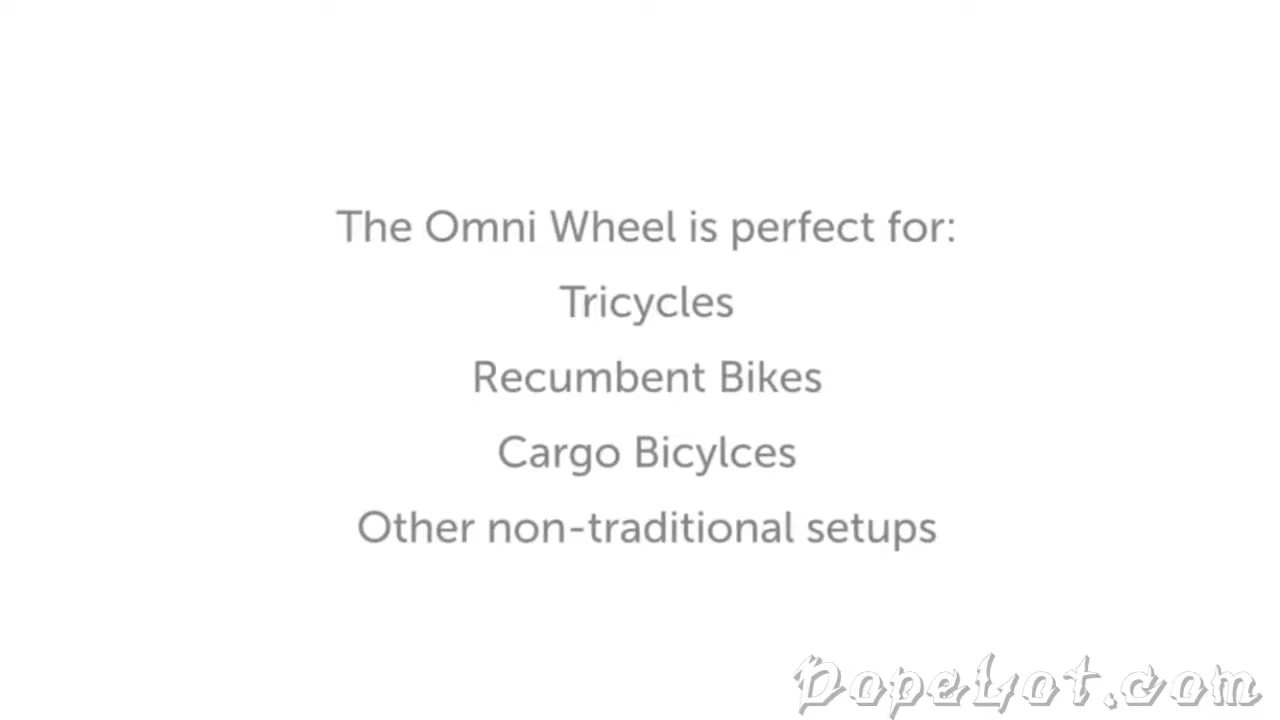 The Omni Wheel is perfect for:
Tricycles
Recumbent Bikes
Cargo Bicylces
Other non-traditional setups
DopeLot.com